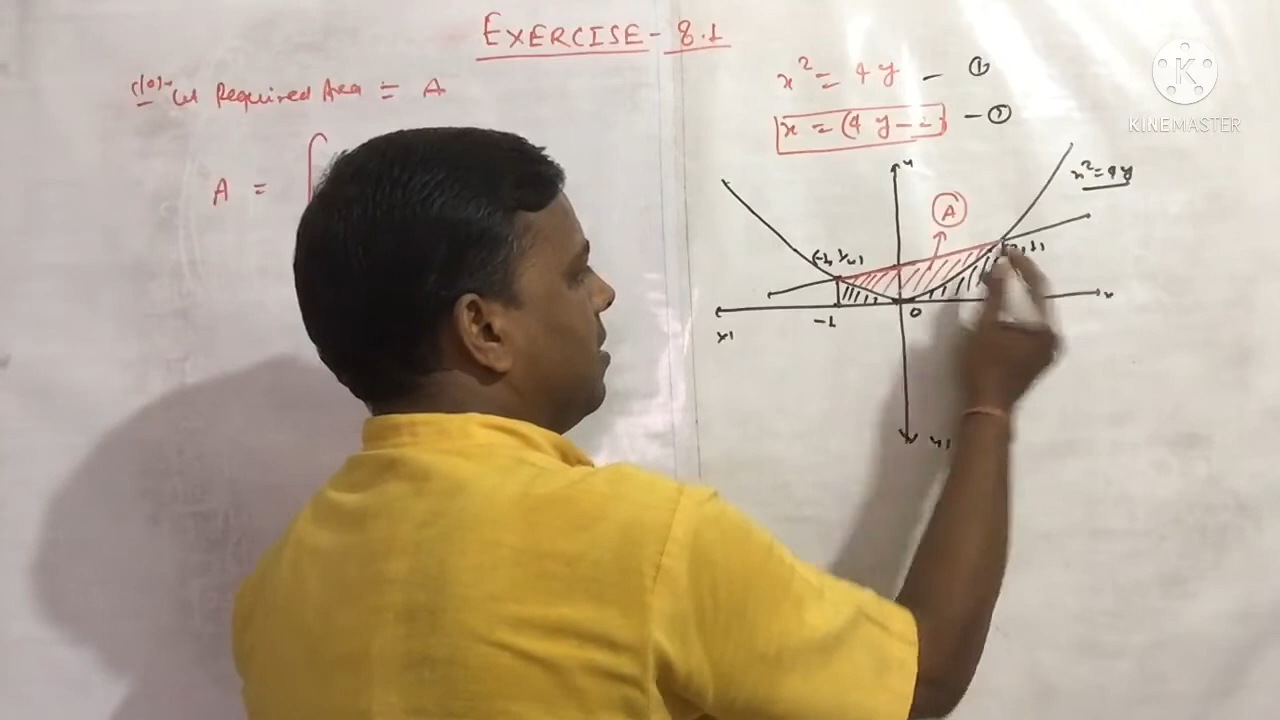 EXERCISE - 8.1
(10)- Let Required Area = A
A = ∫
x² = 4y - ①
x = (4y - 2) - ②
y
x² = 4y
A
(-1, 1/4)
x
-1
0
x'
y'